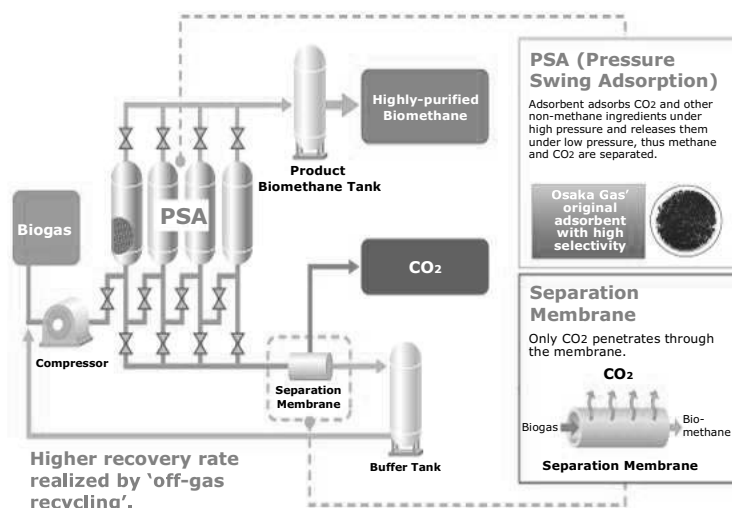 PSA (Pressure
Swing Adsorption)
Adsorbent adsorbs CO2 and other
non-methane ingredients under
high pressure and releases them
under low pressure, thus methane
and CO2 are separated.
Osaka Gas’
original
adsorbent
with high
selectivity
Highly-purified
Biomethane
Product
Biomethane Tank
PSA
Biogas
CO2
Compressor
Separation
Membrane
Buffer Tank
Higher recovery rate
realized by ‘off-gas
recycling’.
Separation
Membrane
Only CO2 penetrates through
the membrane.
CO2
Biogas
Bio-
methane
Separation Membrane